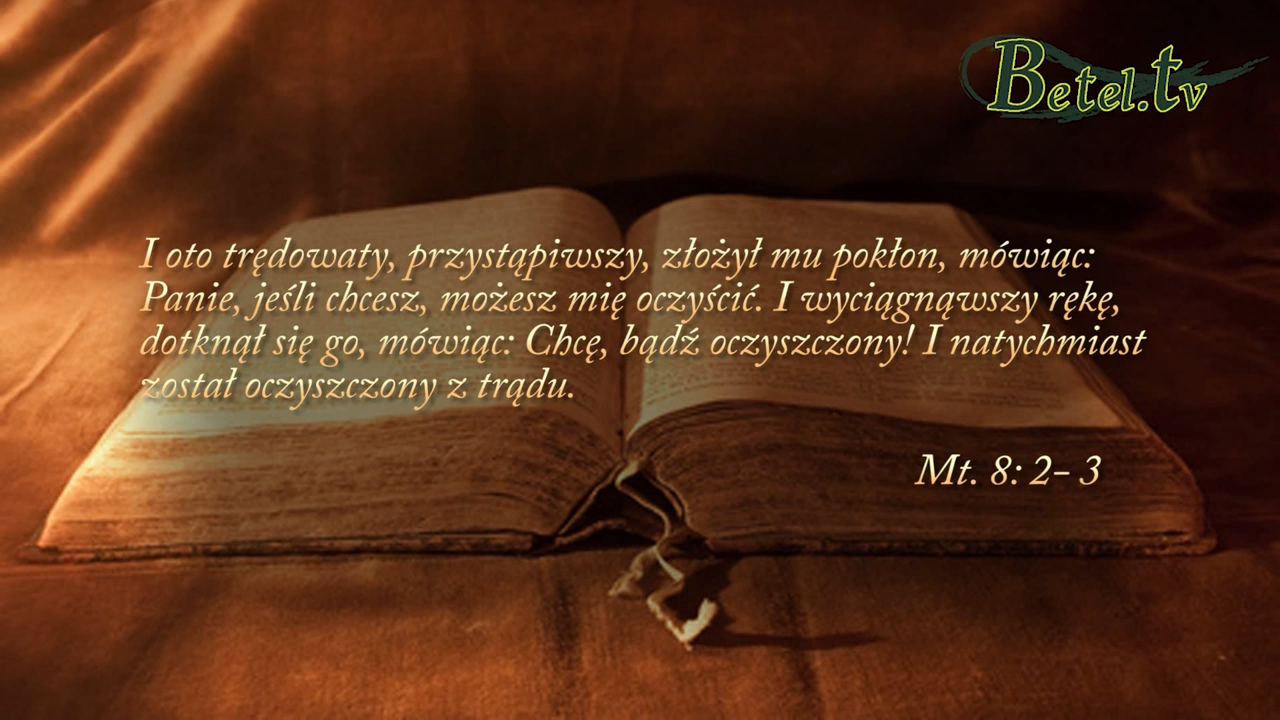 Betel.tv
I oto trędowaty, przystąpiwszy, złożył mu pokłon, mówiąc:
Panie, jeśli chcesz, możesz mię oczyścić. I wyciągnąwszy rękę,
dotknął się go, mówiąc: Chcę, bądź oczyszczony! I natychmiast
został oczyszczony z trądu.
Mt. 8: 2- 3